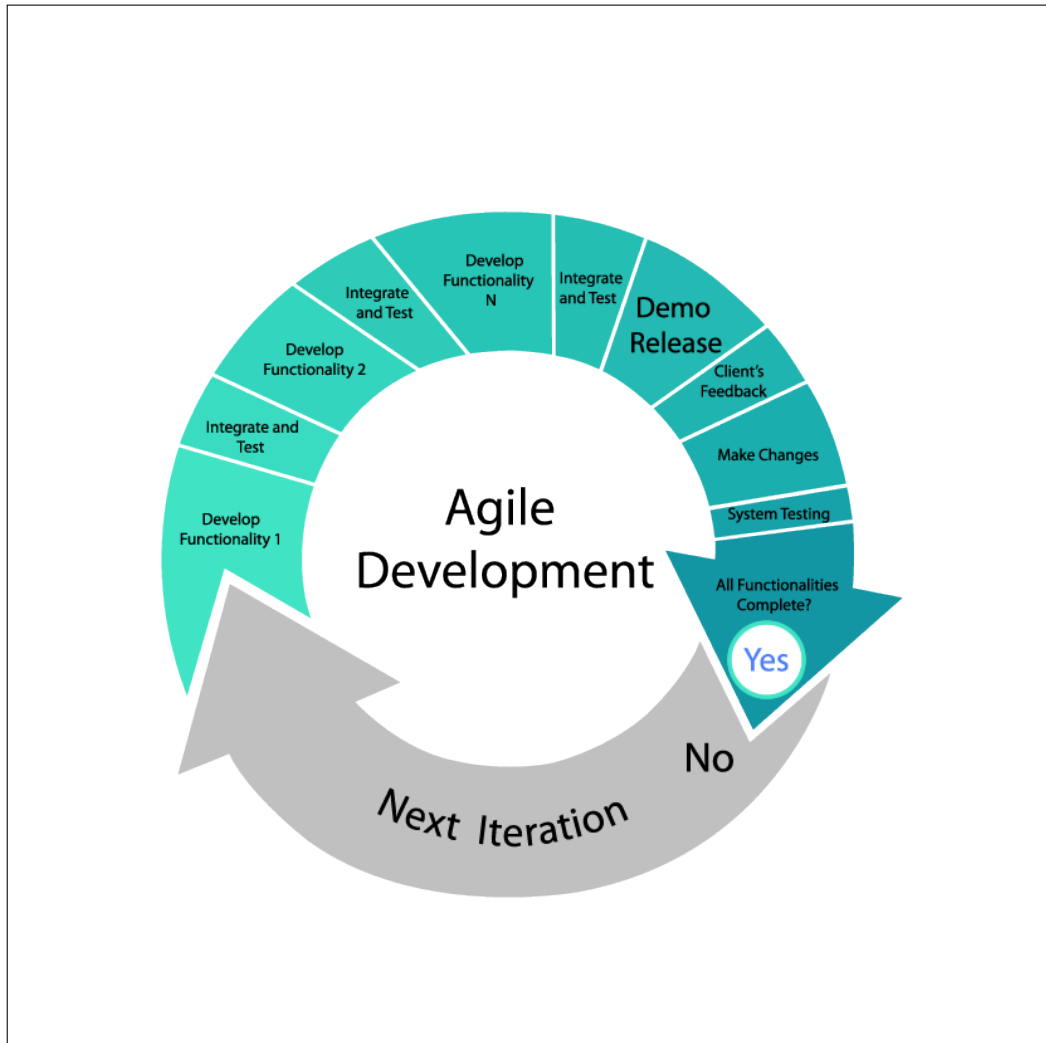 Develop
Functionality 1
Integrate and
Test
Develop
Functionality 2
Integrate
and Test
Develop
Functionality
N
Integrate
and Test
Demo
Release
Client's
Feedback
Make Changes
System Testing
All Functionalities
Complete?
Yes
No
Next Iteration
Agile
Development